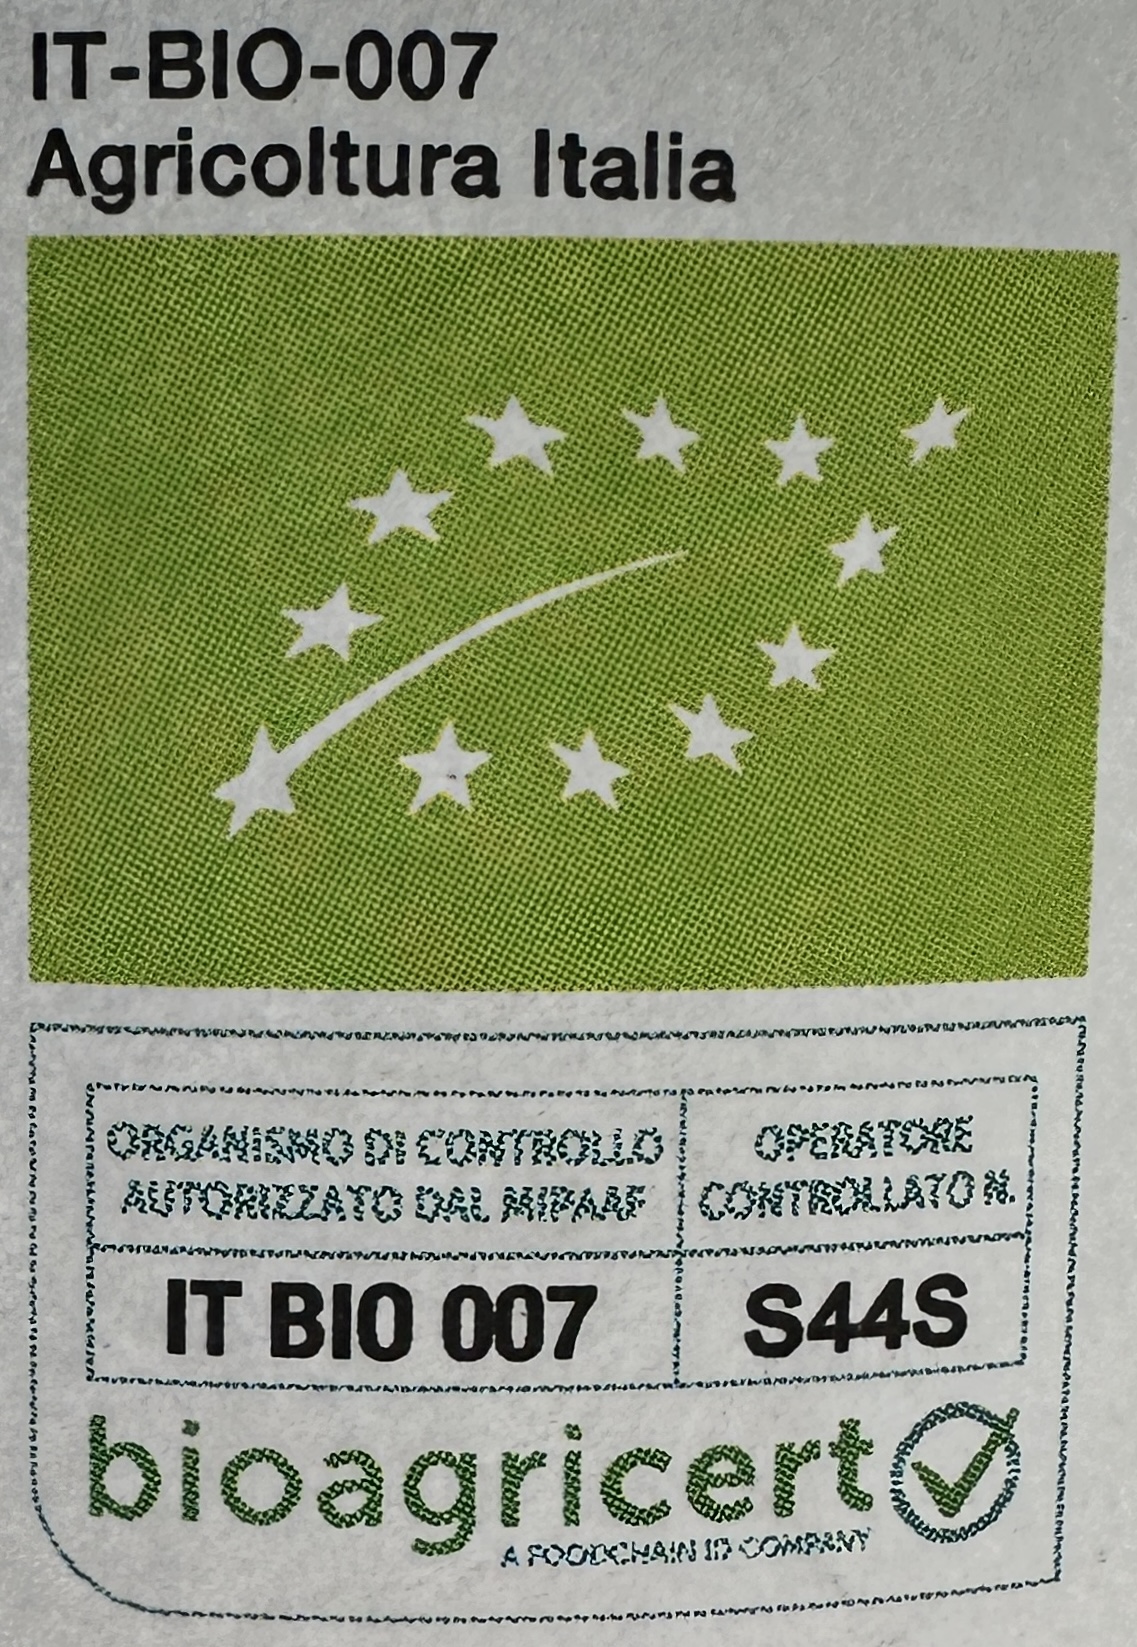 IT-BIO-007
Agricoltura Italia
ORGANISMO DI CONTROLLO
AUTORIZZATO DAL MIPAAF
OPERATORE
CONTROLLATO N.
IT BIO 007
S44S
bioagricert
A FOODCHAIN ID COMPANY